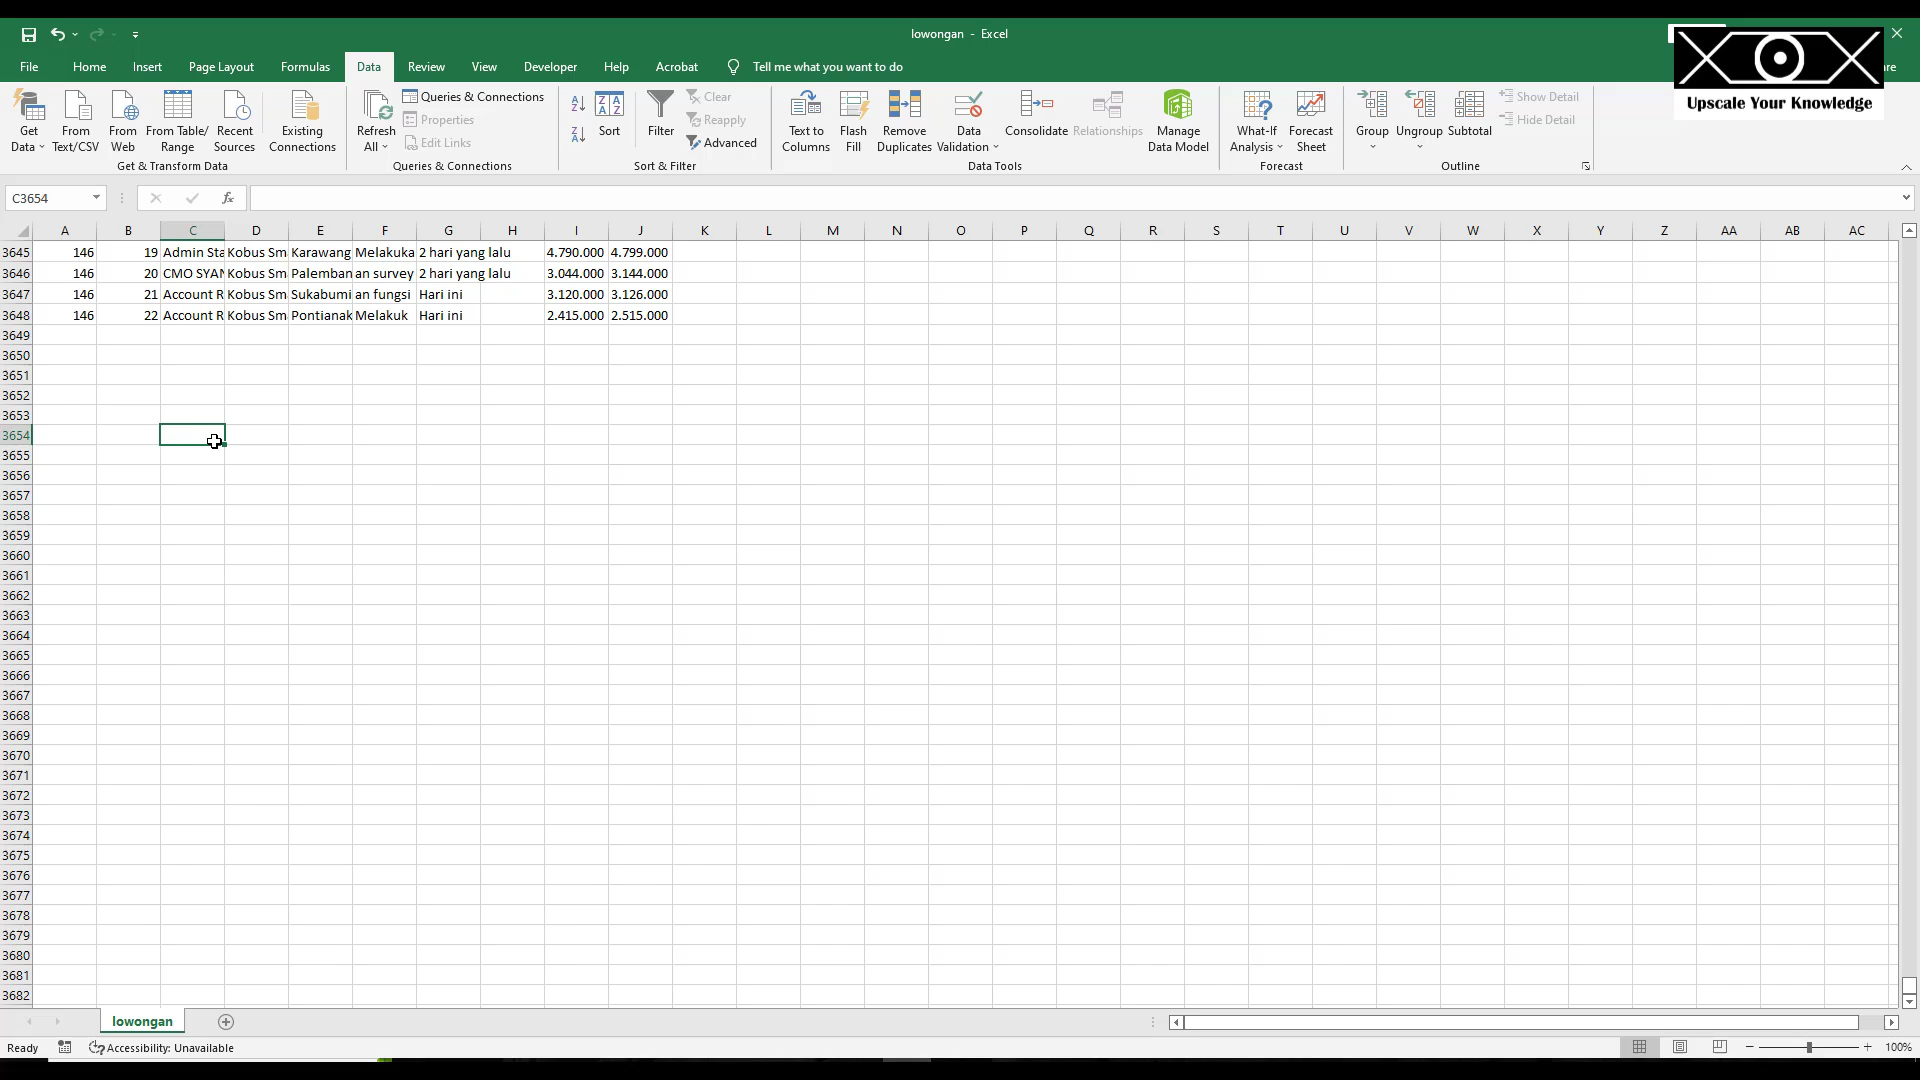 lowongan - Excel
File Home Insert Page Layout Formulas Data Review View Developer Help Acrobat Tell me what you want to do
XOX
Upscale Your Knowledge
Get Data
From Text/CSV
From Web
From Table/ Range
Recent Sources
Existing Connections
Get & Transform Data
Refresh All
Queries & Connections
Properties
Edit Links
Queries & Connections
Sort
Filter
Clear
Reapply
Advanced
Sort & Filter
Text to Columns
Flash Fill
Remove Duplicates
Data Validation
Consolidate
Relationships
Manage Data Model
Data Tools
What-If Analysis
Forecast Sheet
Forecast
Group
Ungroup
Subtotal
Show Detail
Hide Detail
Outline
C3654 fx
A B C D E F G H I J K L M N O P Q R S T U V W X Y Z AA AB AC
3645 146 19 Admin Sta Kobus Sm Karawang Melakuka 2 hari yang lalu 4.790.000 4.799.000
3646 146 20 CMO SYAN Kobus Sm Palemban an survey 2 hari yang lalu 3.044.000 3.144.000
3647 146 21 Account R Kobus Sm Sukabumi an fungsi Hari ini 3.120.000 3.126.000
3648 146 22 Account R Kobus Sm Pontianak Melakuk Hari ini 2.415.000 2.515.000
3649
3650
3651
3652
3653
3654
3655
3656
3657
3658
3659
3660
3661
3662
3663
3664
3665
3666
3667
3668
3669
3670
3671
3672
3673
3674
3675
3676
3677
3678
3679
3680
3681
3682
lowongan
Ready Accessibility: Unavailable 100%